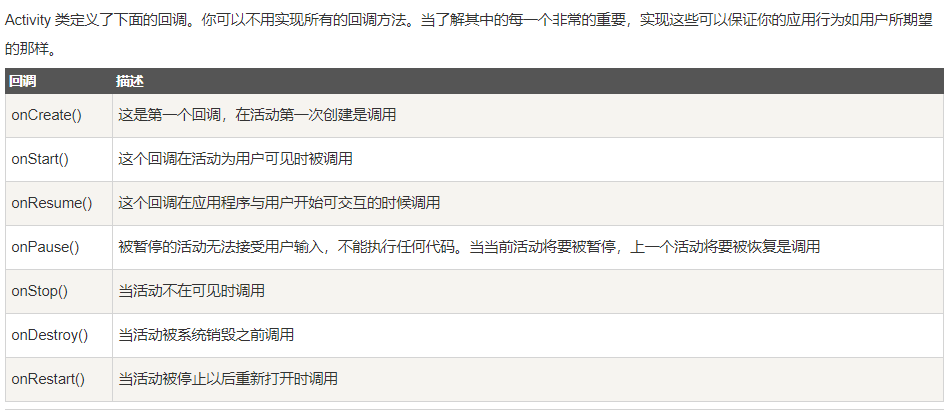 Activity 类定义了下面的回调。你可以不用实现所有的回调方法。当了解其中的每一个非常的重要，实现这些可以保证你的应用行为如用户所期望
的那样。
回调 描述
onCreate() 这是第一个回调，在活动第一次创建是调用
onStart() 这个回调在活动为用户可见时被调用
onResume() 这个回调在应用程序与用户开始可交互的时候调用
onPause() 被暂停的活动无法接受用户输入，不能执行任何代码。当当前活动将要被暂停，上一个活动将要被恢复是调用
onStop() 当活动不在可见时调用
onDestroy() 当活动被系统销毁之前调用
onRestart() 当活动被停止以后重新打开时调用